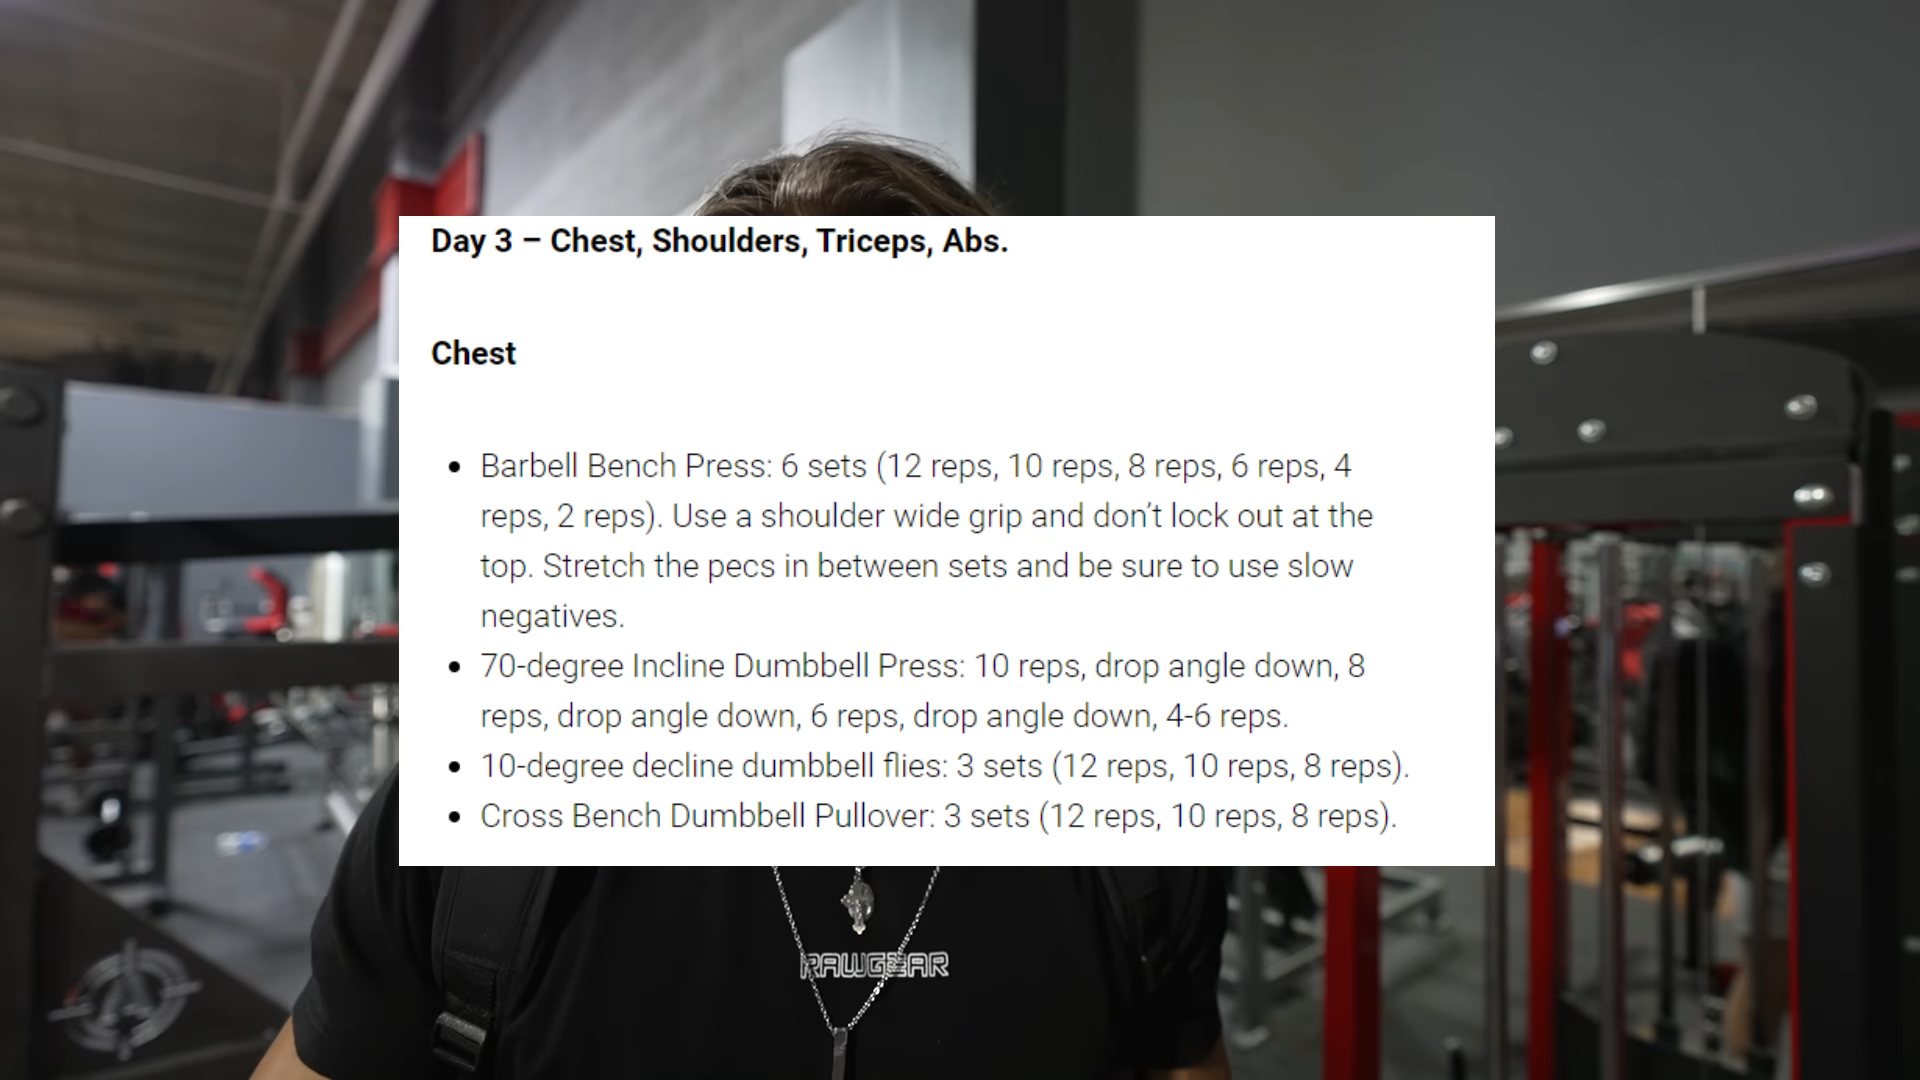 Day 3 – Chest, Shoulders, Triceps, Abs.
Chest
• Barbell Bench Press: 6 sets (12 reps, 10 reps, 8 reps, 6 reps, 4
reps, 2 reps). Use a shoulder wide grip and don’t lock out at the
top. Stretch the pecs in between sets and be sure to use slow
negatives.
• 70-degree Incline Dumbbell Press: 10 reps, drop angle down, 8
reps, drop angle down, 6 reps, drop angle down, 4-6 reps.
• 10-degree decline dumbbell flies: 3 sets (12 reps, 10 reps, 8 reps).
• Cross Bench Dumbbell Pullover: 3 sets (12 reps, 10 reps, 8 reps).
RAWGEAR